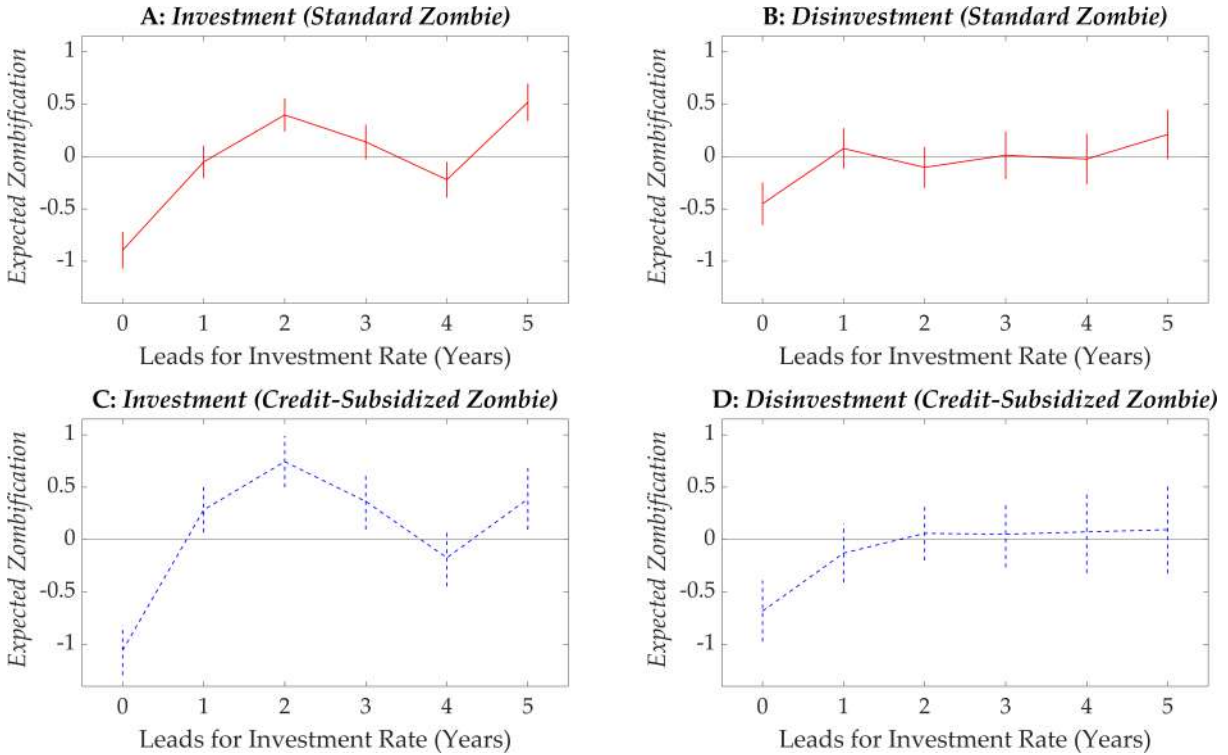 A: Investment (Standard Zombie)
Expected Zombification
1
0.5
0
-0.5
-1
0 1 2 3 4 5
Leads for Investment Rate (Years)
B: Disinvestment (Standard Zombie)
Expected Zombification
1
0.5
0
-0.5
-1
0 1 2 3 4 5
Leads for Investment Rate (Years)
C: Investment (Credit-Subsidized Zombie)
Expected Zombification
1
0.5
0
-0.5
-1
0 1 2 3 4 5
Leads for Investment Rate (Years)
D: Disinvestment (Credit-Subsidized Zombie)
Expected Zombification
1
0.5
0
-0.5
-1
0 1 2 3 4 5
Leads for Investment Rate (Years)